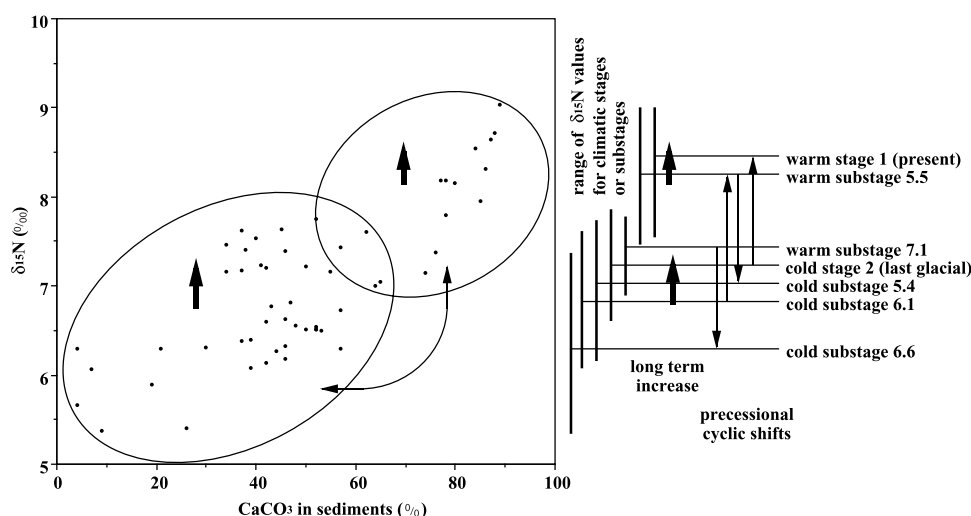 10
9
8
7
6
5
δ15N (0/00)
0
20
40
60
80
100
CaCO3 in sediments (0/0)
range of δ15N values
for climatic stages
or substages
warm stage 1 (present)
warm substage 5.5
warm substage 7.1
cold stage 2 (last glacial)
cold substage 5.4
cold substage 6.1
cold substage 6.6
long term
increase
precessional
cyclic shifts